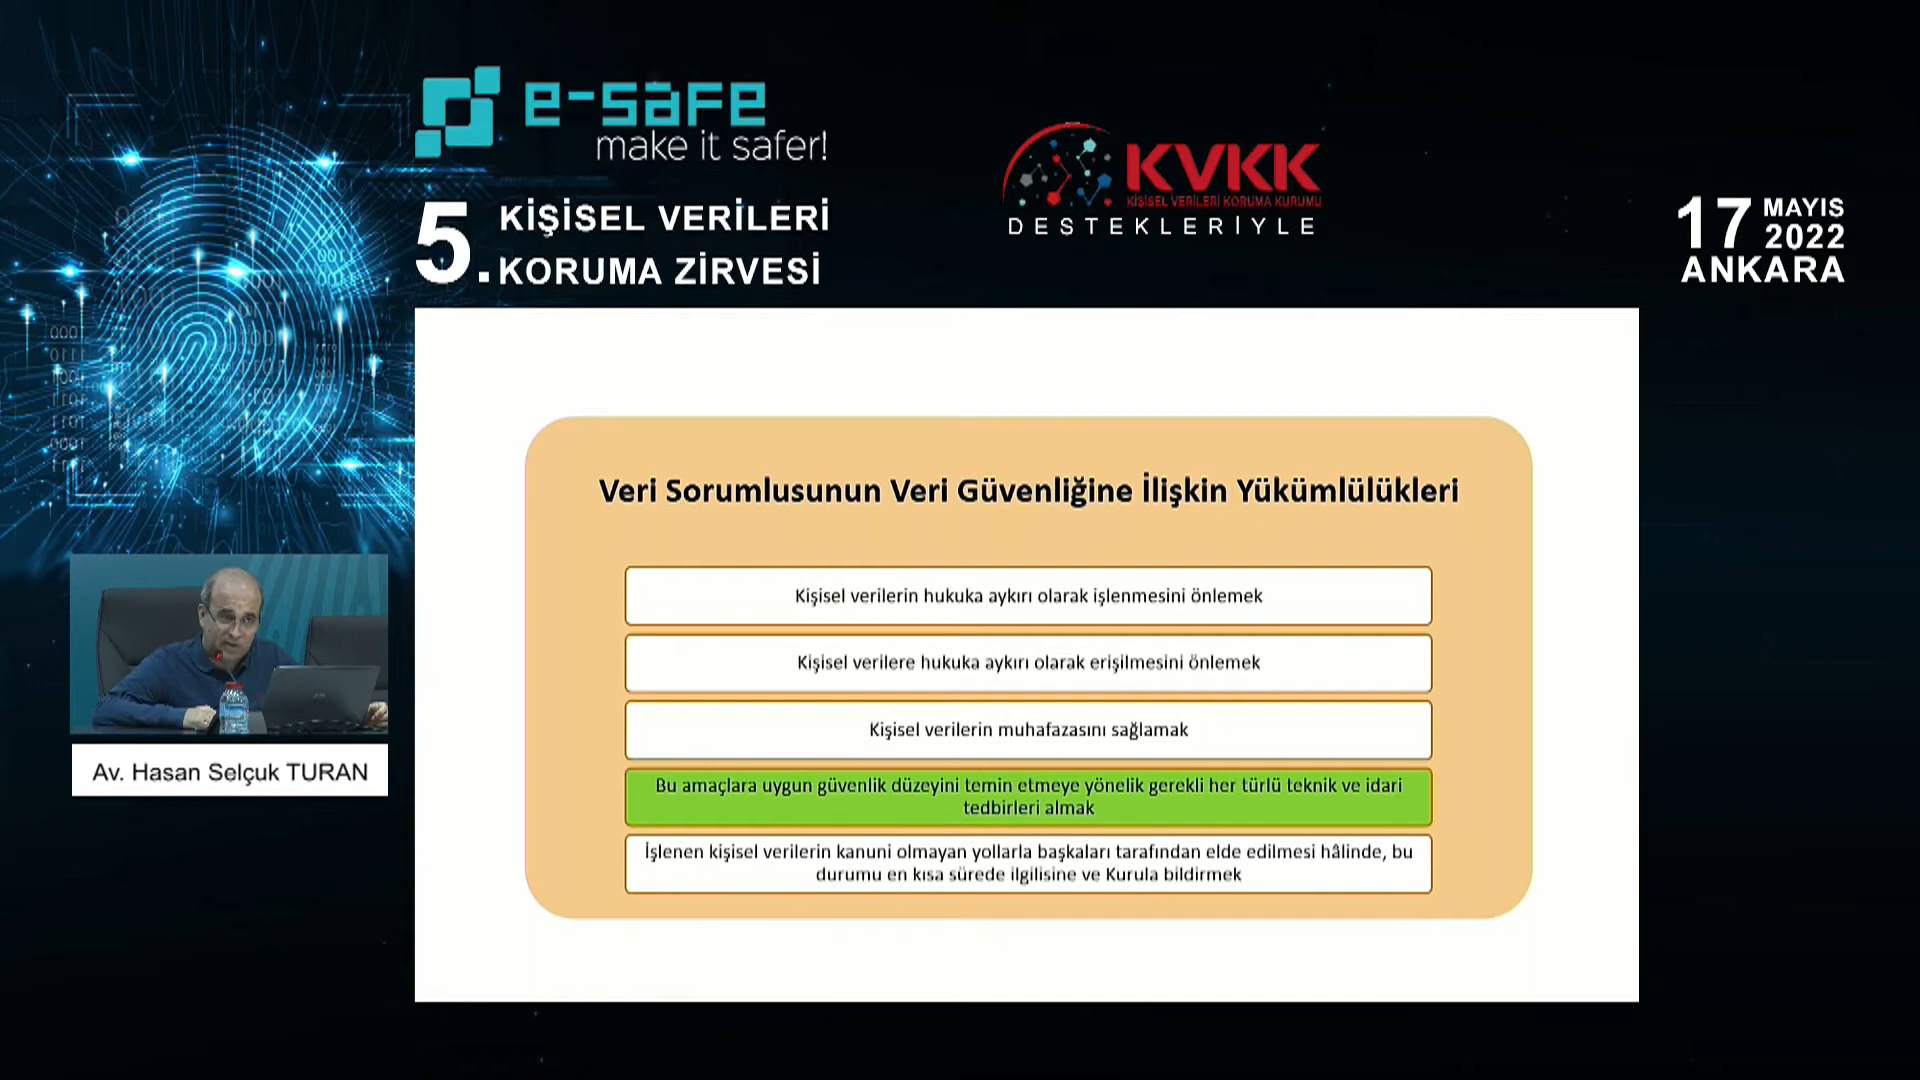 e-safe
make it safer!
5. KİŞİSEL VERİLERİ
KORUMA ZİRVESİ
KVKK
KİŞİSEL VERİLERİ KORUMA KURUMU
DESTEKLERİYLE
17 MAYIS
2022
ANKARA
Veri Sorumlusunun Veri Güvenliğine İlişkin Yükümlülükleri
Kişisel verilerin hukuka aykırı olarak işlenmesini önlemek
Kişisel verilere hukuka aykırı olarak erişilmesini önlemek
Kişisel verilerin muhafazasını sağlamak
Bu amaçlara uygun güvenlik düzeyini temin etmeye yönelik gerekli her türlü teknik ve idari
tedbirleri almak
İşlenen kişisel verilerin kanuni olmayan yollarla başkaları tarafından elde edilmesi hâlinde, bu
durumu en kısa sürede ilgilisine ve Kurula bildirmek
Av. Hasan Selçuk TURAN